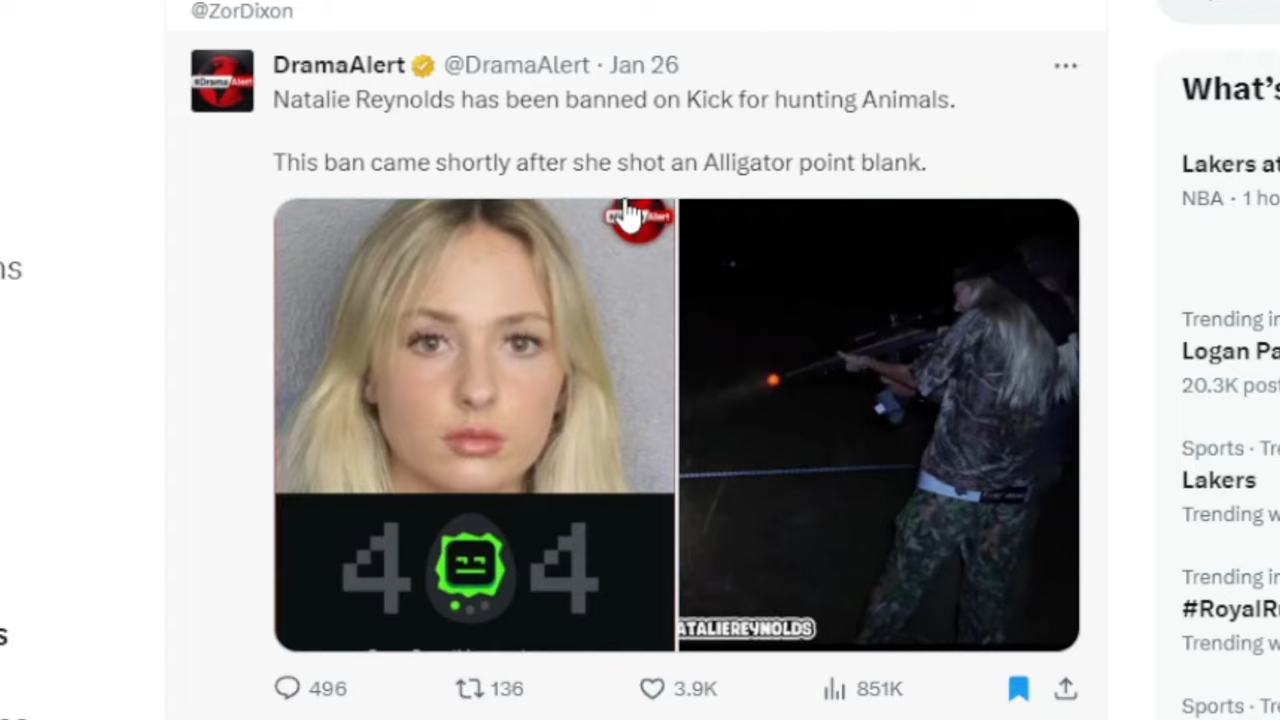 @ZorDixon
DramaAlert @DramaAlert · Jan 26
Natalie Reynolds has been banned on Kick for hunting Animals.
This ban came shortly after she shot an Alligator point blank.
4 4
ATALIEREYNOLDS
496 136 3.9K 851K
ns
s
What's
Lakers at
NBA · 1 ho
Trending in
Logan Pa
20.3K post
Sports · Tre
Lakers
Trending w
Trending in
#RoyalRu
Trending w
Sports · Tre